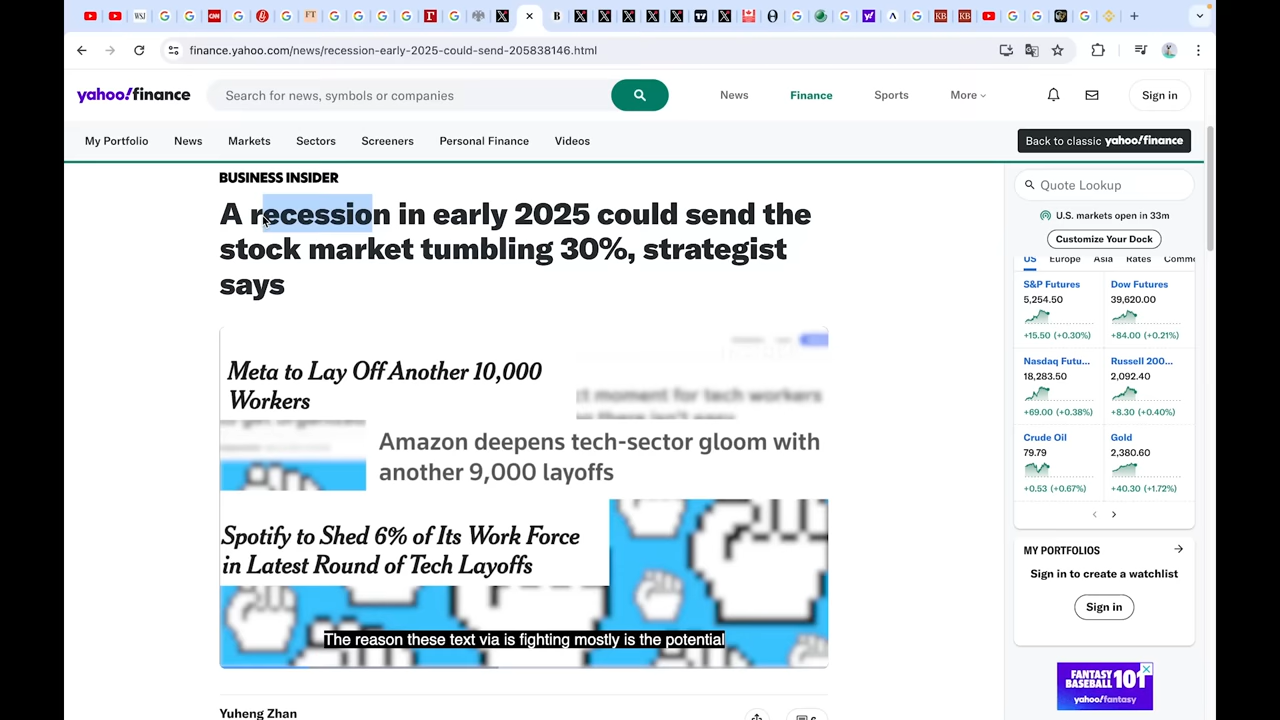 WSJ
CNN
FT
finance.yahoo.com/news/recession-early-2025-could-send-205838146.html
yahoo!finance
Search for news, symbols or companies
News
Finance
Sports
More
Sign in
My Portfolio
News
Markets
Sectors
Screeners
Personal Finance
Videos
Back to classic yahoo!finance
BUSINESS INSIDER
A recession in early 2025 could send the
stock market tumbling 30%, strategist
says
Meta to Lay Off Another 10,000
Workers
t moment for tech workers
Amazon deepens tech-sector gloom with
another 9,000 layoffs
Spotify to Shed 6% of Its Work Force
in Latest Round of Tech Layoffs
The reason these text via is fighting mostly is the potential
Yuheng Zhan
Quote Lookup
U.S. markets open in 33m
Customize Your Dock
US Europe Asia Rates Commo
S&P Futures
5,254.50
+15.50 (+0.30%)
Dow Futures
39,620.00
+84.00 (+0.21%)
Nasdaq Futu...
18,283.50
+69.00 (+0.38%)
Russell 200...
2,092.40
+8.30 (+0.40%)
Crude Oil
79.79
+0.53 (+0.67%)
Gold
2,380.60
+40.30 (+1.72%)
MY PORTFOLIOS
Sign in to create a watchlist
Sign in
FANTASY
BASEBALL 101
yahoo!fantasy